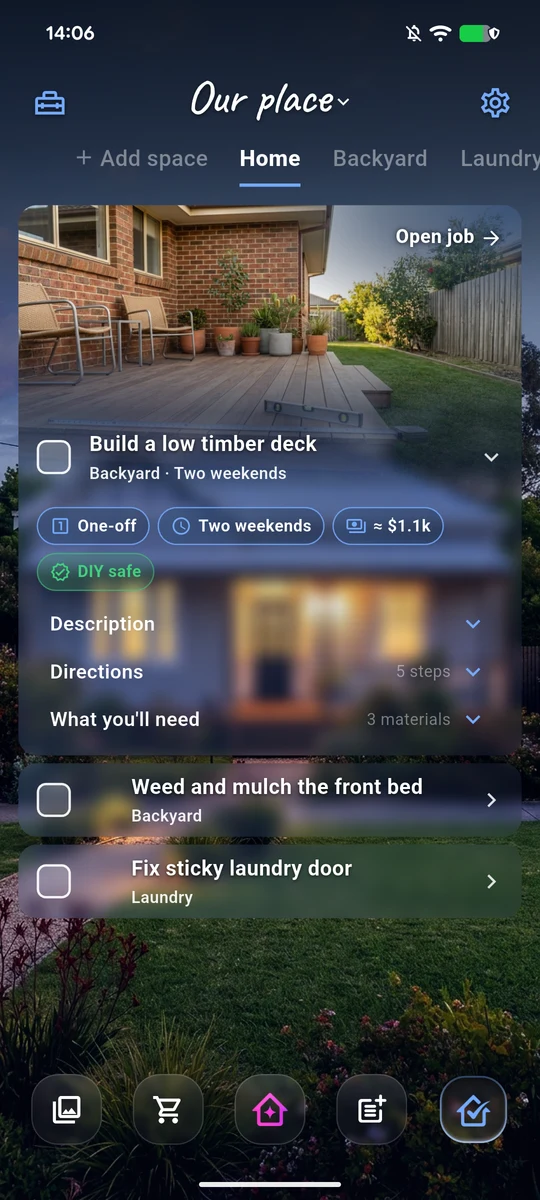 14:06
Our place
+ Add space Home Backyard Laundry
Open job →
Build a low timber deck
Backyard · Two weekends
One-off Two weekends ≈ $1.1k
DIY safe
Description
Directions 5 steps
What you'll need 3 materials
Weed and mulch the front bed
Backyard
Fix sticky laundry door
Laundry